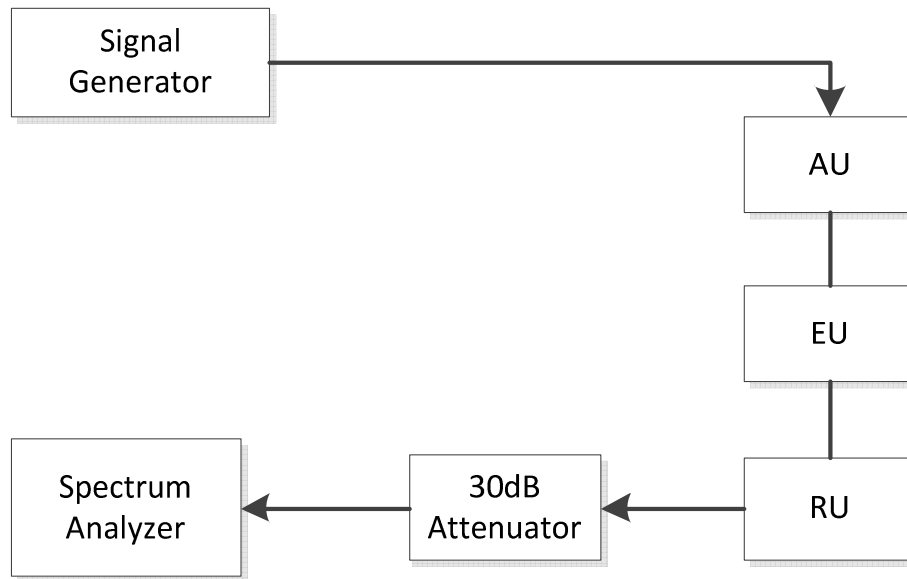 Signal
Generator
AU
EU
RU
30dB
Attenuator
Spectrum
Analyzer